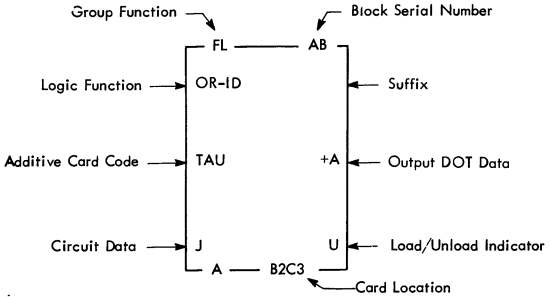 Group Function Block Serial Number
FL AB
Logic Function OR-ID Suffix
Additive Card Code TAU +A Output DOT Data
Circuit Data J U Load/Unload Indicator
A B2C3
Card Location